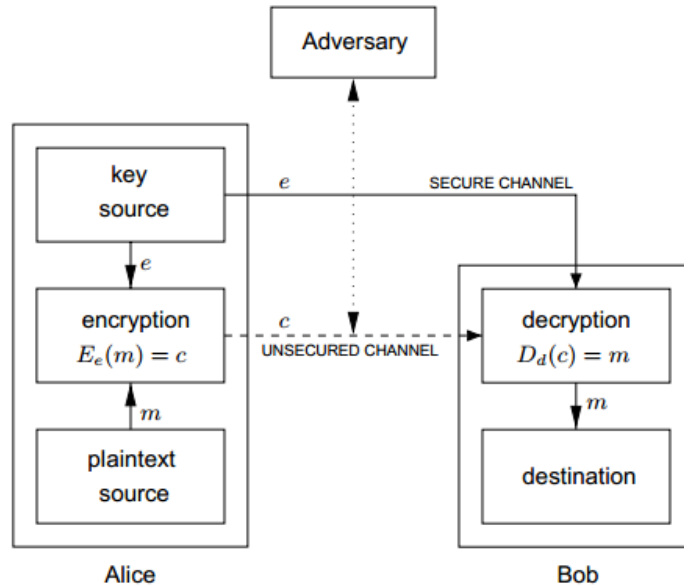 Adversary
key
source
e
SECURE CHANNEL
e
encryption
E_e(m) = c
c
UNSECURED CHANNEL
decryption
D_d(c) = m
m
m
plaintext
source
destination
Alice
Bob